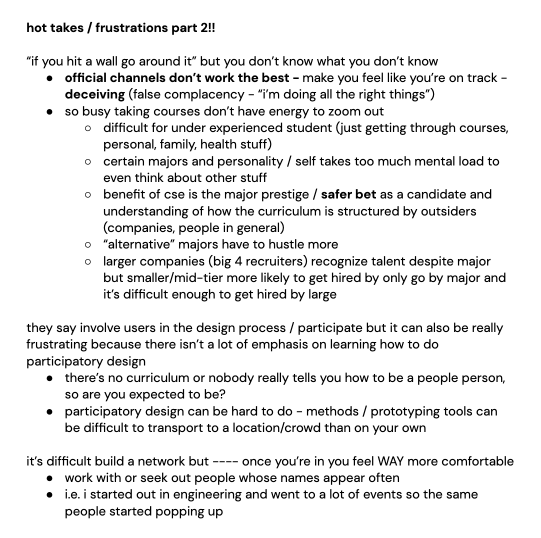 hot takes / frustrations part 2!!
“if you hit a wall go around it” but you don’t know what you don’t know
● official channels don’t work the best – make you feel like you’re on track –
deceiving (false complacency – “i’m doing all the right things”)
● so busy taking courses don’t have energy to zoom out
○ difficult for under experienced student (just getting through courses,
personal, family, health stuff)
○ certain majors and personality / self takes too much mental load to
even think about other stuff
○ benefit of cse is the major prestige / safer bet as a candidate and
understanding of how the curriculum is structured by outsiders
(companies, people in general)
○ “alternative” majors have to hustle more
○ larger companies (big 4 recruiters) recognize talent despite major
but smaller/mid-tier more likely to get hired by only go by major and
it’s difficult enough to get hired by large
they say involve users in the design process / participate but it can also be really
frustrating because there isn’t a lot of emphasis on learning how to do
participatory design
● there’s no curriculum or nobody really tells you how to be a people person,
so are you expected to be?
● participatory design can be hard to do – methods / prototyping tools can
be difficult to transport to a location/crowd than on your own
it’s difficult build a network but ---- once you’re in you feel WAY more comfortable
● work with or seek out people whose names appear often
● i.e. i started out in engineering and went to a lot of events so the same
people started popping up